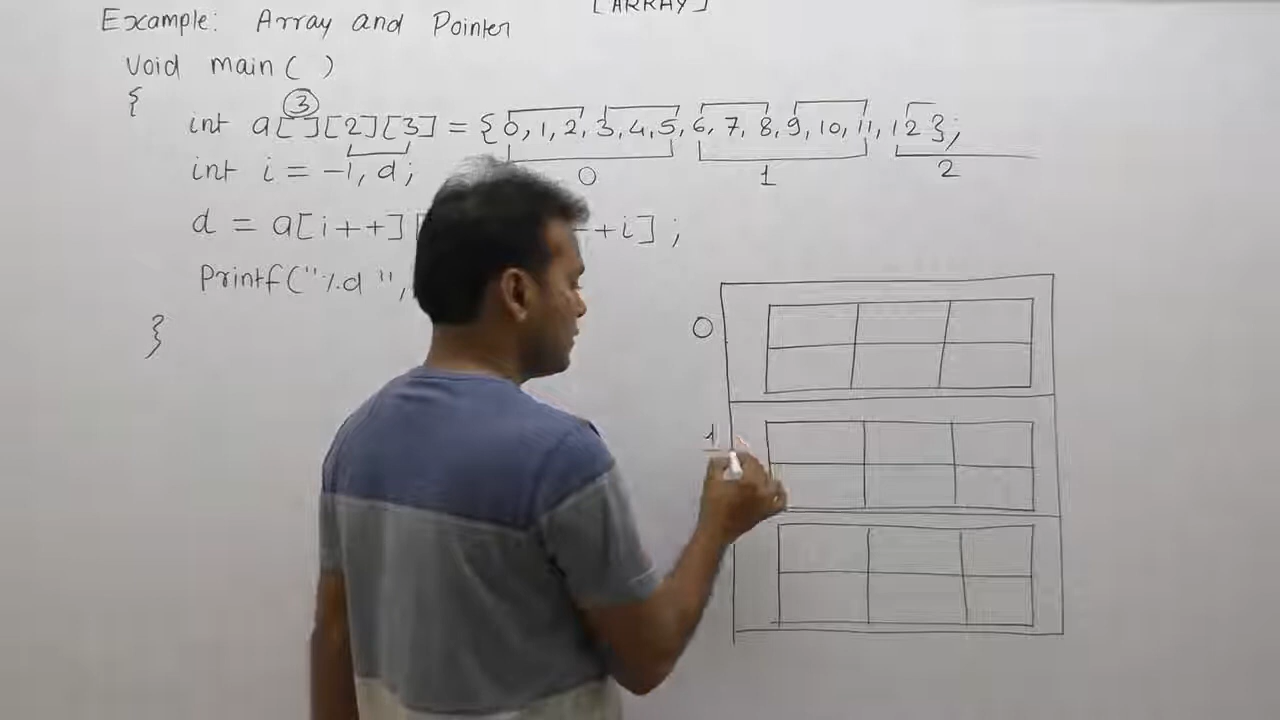 [ARRAY]
Example: Array and Pointer
Void main ( )
{
3
int a[ ][2][3] = {0, 1, 2, 3, 4, 5, 6, 7, 8, 9, 10, 11, 12};
int i = -1, d;
0 1 2
d = a[i++][ +i] ;
Printf("%d",
}
0
1